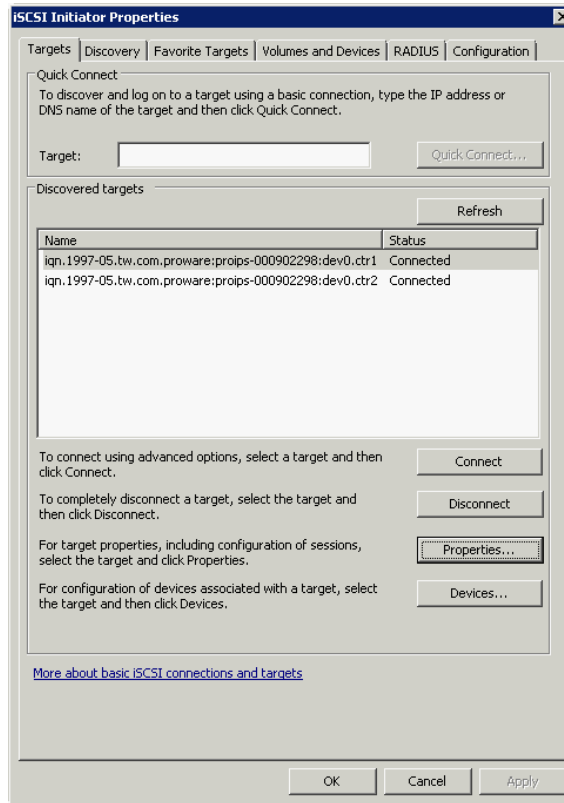 iSCSI Initiator Properties
Targets Discovery Favorite Targets Volumes and Devices RADIUS Configuration
Quick Connect
To discover and log on to a target using a basic connection, type the IP address or
DNS name of the target and then click Quick Connect.
Target: Quick Connect...
Discovered targets
Refresh
Name Status
iqn.1997-05.tw.com.proware:proips-000902298:dev0.ctr1 Connected
iqn.1997-05.tw.com.proware:proips-000902298:dev0.ctr2 Connected
To connect using advanced options, select a target and then
click Connect.
Connect
To completely disconnect a target, select the target and
then click Disconnect.
Disconnect
For target properties, including configuration of sessions,
select the target and click Properties.
Properties...
For configuration of devices associated with a target, select
the target and then click Devices.
Devices...
More about basic iSCSI connections and targets
OK Cancel Apply